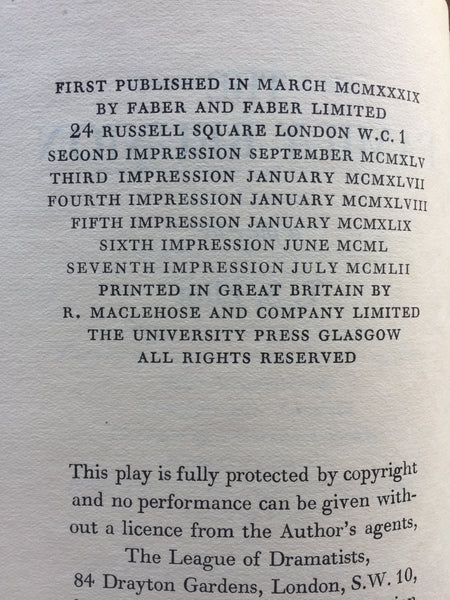 FIRST PUBLISHED IN MARCH MCMXXXIX
BY FABER AND FABER LIMITED
24 RUSSELL SQUARE LONDON W.C. 1
SECOND IMPRESSION SEPTEMBER MCMXLV
THIRD IMPRESSION JANUARY MCMXLVII
FOURTH IMPRESSION JANUARY MCMXLVIII
FIFTH IMPRESSION JANUARY MCMXLIX
SIXTH IMPRESSION JUNE MCML
SEVENTH IMPRESSION JULY MCMLII
PRINTED IN GREAT BRITAIN BY
R. MACLEHOSE AND COMPANY LIMITED
THE UNIVERSITY PRESS GLASGOW
ALL RIGHTS RESERVED
This play is fully protected by copyright
and no performance can be given with-
out a licence from the Author's agents,
The League of Dramatists,
84 Drayton Gardens, London, S.W. 10,